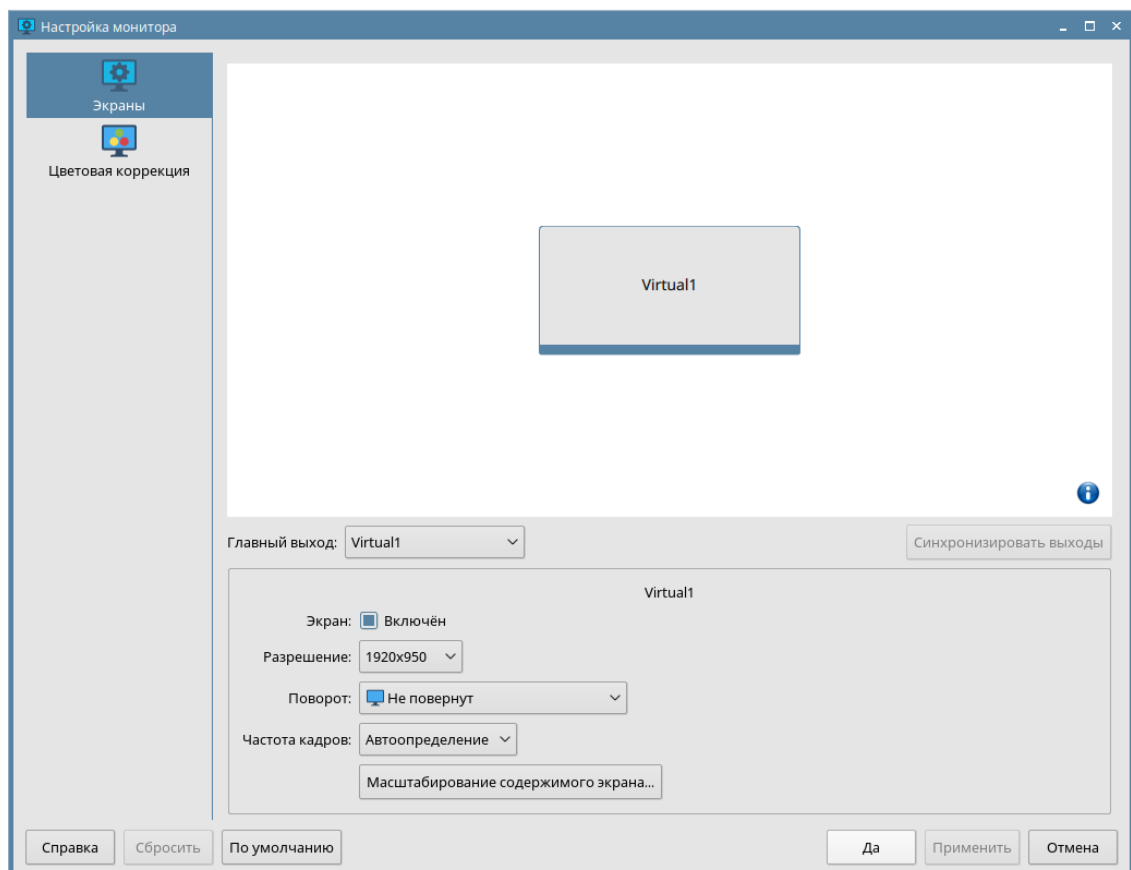 Настройка монитора
Экраны
Цветовая коррекция
Virtual1
Главный выход: Virtual1 Синхронизировать выходы
Virtual1
Экран: Включён
Разрешение: 1920x950
Поворот: Не повернут
Частота кадров: Автоопределение
Масштабирование содержимого экрана...
Справка Сбросить По умолчанию Да Применить Отмена